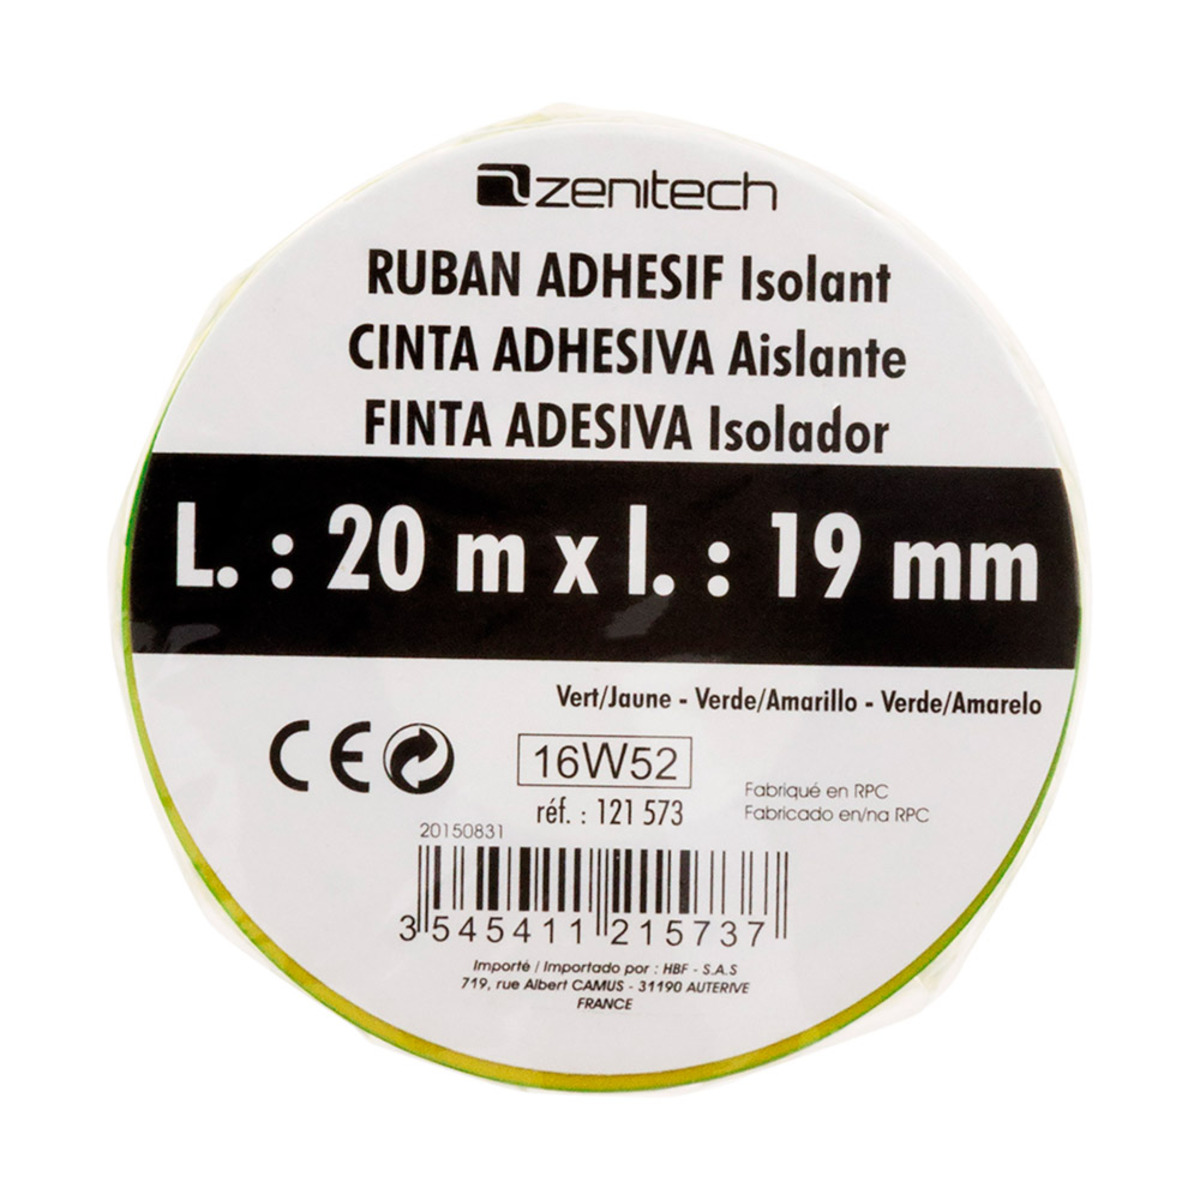 zenitech
RUBAN ADHESIF Isolant
CINTA ADHESIVA Aislante
FINTA ADESIVA Isolador
L. : 20 m x l. : 19 mm
Vert/Jaune - Verde/Amarillo - Verde/Amarelo
CE
16W52
réf. : 121 573
Fabriqué en RPC
Fabricado en/na RPC
20150831
3 545411 215737
Importé / Importado por : HBF - S.A.S
719, rue Albert CAMUS - 31190 AUTERIVE
FRANCE